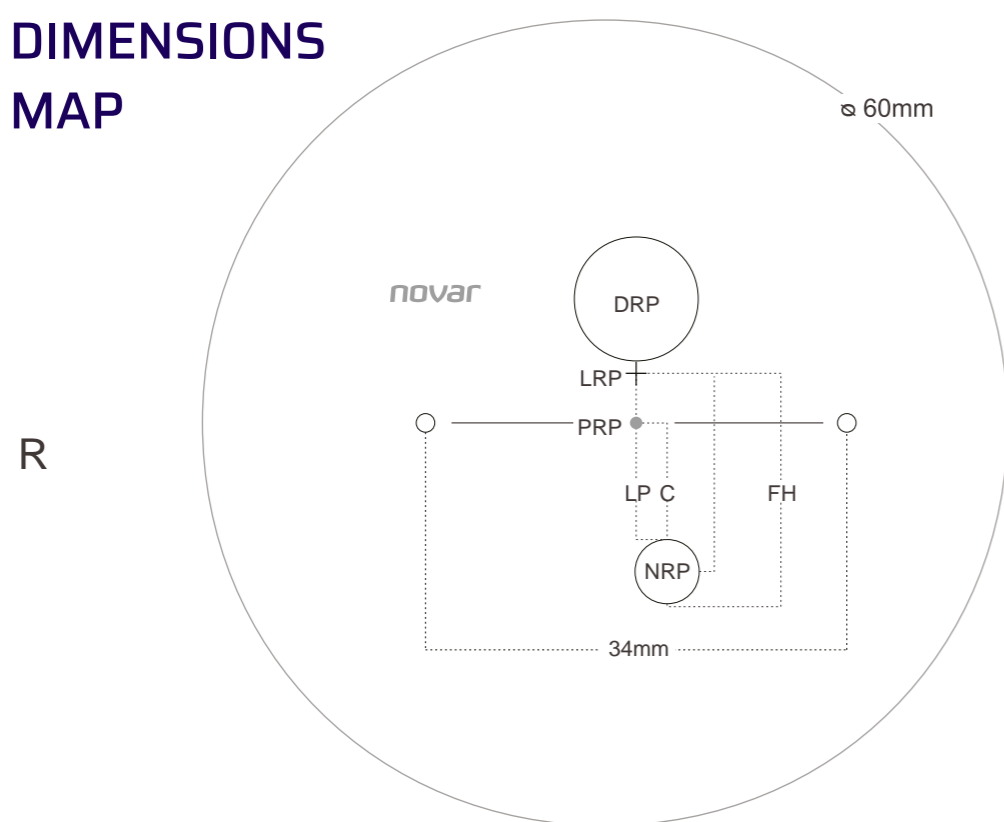 DIMENSIONS
MAP
⌀ 60mm
novar
DRP
LRP
PRP
R
LP C
FH
NRP
34mm